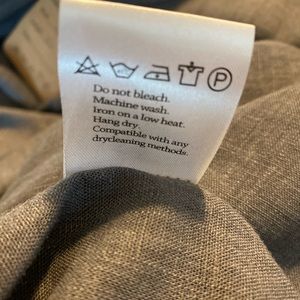 P
Do not bleach.
Machine wash.
Iron on a low heat.
Hang dry.
Compatible with any
drycleaning methods.